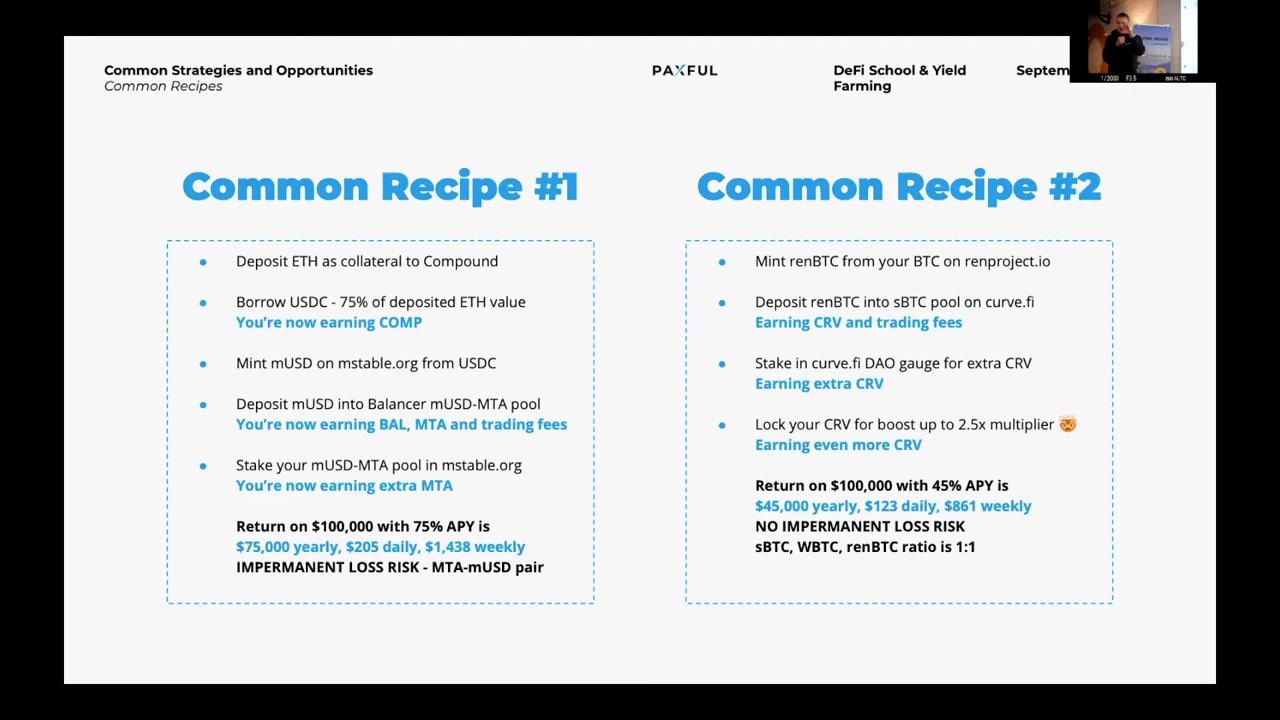 Common Strategies and Opportunities
Common Recipes
PAXFUL
DeFi School & Yield
Farming
Common Recipe #1
Deposit ETH as collateral to Compound
Borrow USDC - 75% of deposited ETH value
You’re now earning COMP
Mint mUSD on mstable.org from USDC
Deposit mUSD into Balancer mUSD-MTA pool
You’re now earning BAL, MTA and trading fees
Stake your mUSD-MTA pool in mstable.org
You’re now earning extra MTA
Return on $100,000 with 75% APY is
$75,000 yearly, $205 daily, $1,438 weekly
IMPERMANENT LOSS RISK - MTA-mUSD pair
Common Recipe #2
Mint renBTC from your BTC on renproject.io
Deposit renBTC into sBTC pool on curve.fi
Earning CRV and trading fees
Stake in curve.fi DAO gauge for extra CRV
Earning extra CRV
Lock your CRV for boost up to 2.5x multiplier 🤯
Earning even more CRV
Return on $100,000 with 45% APY is
$45,000 yearly, $123 daily, $861 weekly
NO IMPERMANENT LOSS RISK
sBTC, WBTC, renBTC ratio is 1:1
1/2000 F3.5 ISO AUTO